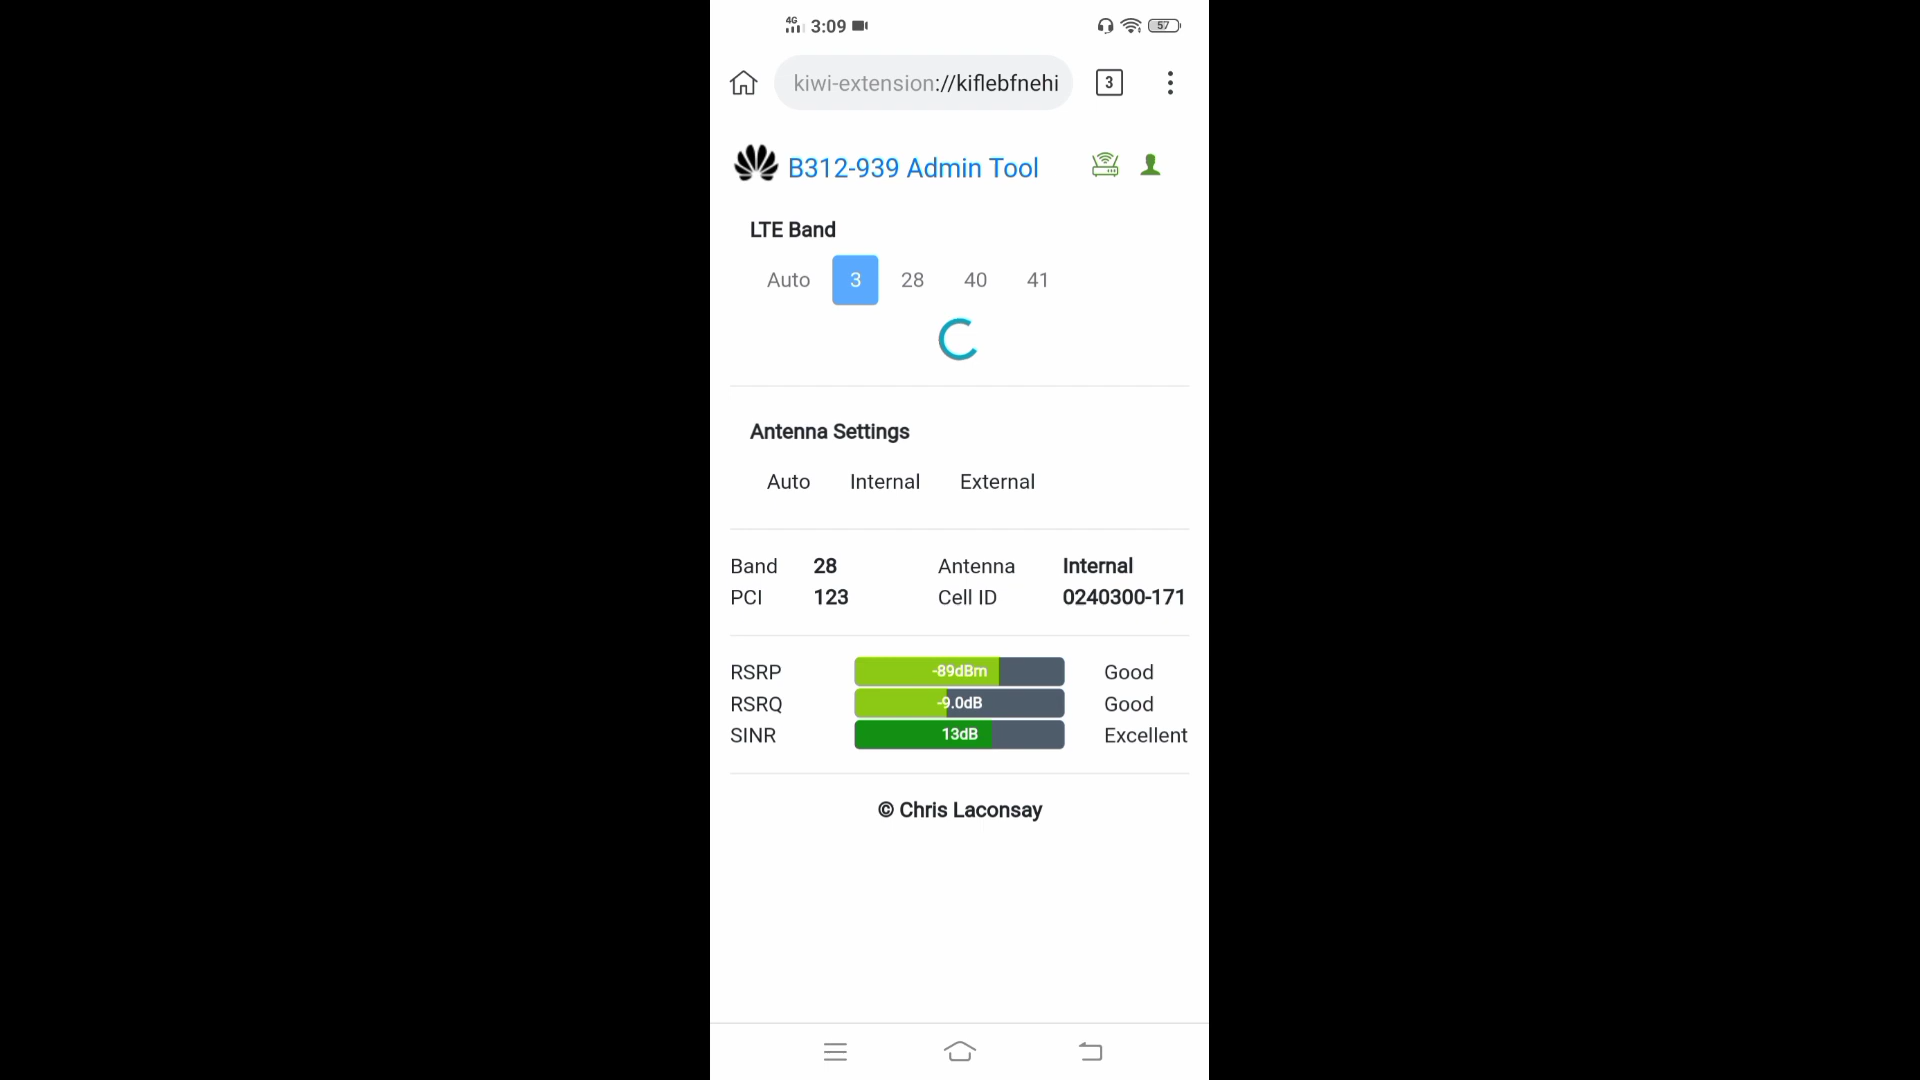 4G 3:09 57
kiwi-extension://kiflebfnehi 3
B312-939 Admin Tool
LTE Band
Auto 3 28 40 41
Antenna Settings
Auto Internal External
Band 28 Antenna Internal
PCI 123 Cell ID 0240300-171
RSRP -89dBm Good
RSRQ -9.0dB Good
SINR 13dB Excellent
© Chris Laconsay